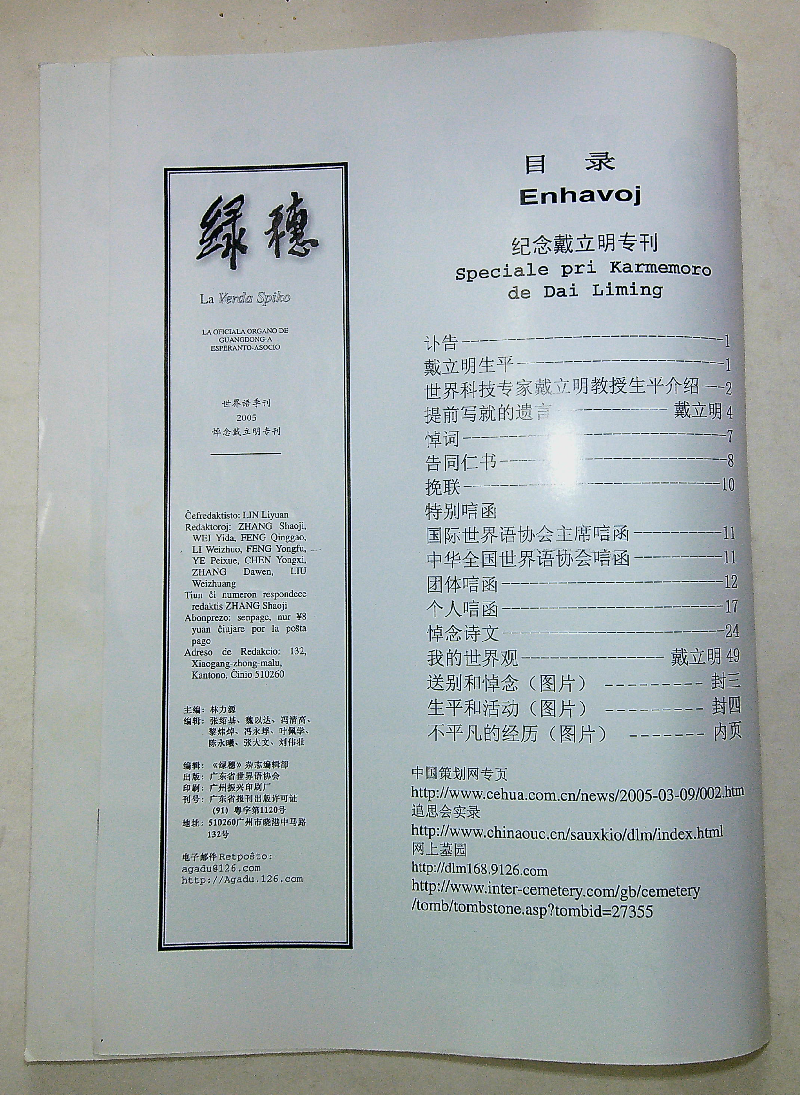 绿穗
La Verda Spiko
LA OFICIALA ORGANO DE
GUANGDONG A
ESPERANTO-ASOCIO
世界语季刊
2005
悼念戴立明专刊
Ĉefredaktisto: LIN Liyuan
Redaktoroj: ZHANG Shaoji,
WEI Yida, FENG Qinggao,
LI Weizhuo, FENG Yongfu,
YE Peixue, CHEN Yongxi,
ZHANG Dawen, LIU
Weizhuang
Tiun ĉi numeron respondece
redaktis ZHANG Shaoji
Abonprezo: senpage, nur ¥8
yuan ĉiujare por la poŝta
pago
Adreso de Redakcio: 132,
Xiaogang-zhong-malu,
Kantono, Ĉinio 510260
主编：林力源
编辑：张绍基、魏以达、冯清高、
黎炜焯、冯永烀、叶佩学、
陈永曦、张大文、刘伟壮
编辑：《绿穗》杂志编辑部
出版：广东省世界语协会
印刷：广州振兴印刷厂
刊号：广东省报刊出版许可证
(91) 粤字第1120号
地址：510260广州市晓港中马路
132号
电子邮件Retpoŝto:
agadu@126.com
http://Agadu.126.com
目 录
Enhavoj
纪念戴立明专刊
Speciale pri Karmemoro
de Dai Liming
讣告------1
戴立明生平------1
世界科技专家戴立明教授生平介绍--2
提前写就的遗言------戴立明 4
悼词------7
告同仁书------8
挽联------10
特别唁函
国际世界语协会主席唁函------11
中华全国世界语协会唁函------11
团体唁函------12
个人唁函------17
悼念诗文------24
我的世界观------戴立明 49
送别和悼念（图片）------封三
生平和活动（图片）------封四
不平凡的经历（图片）------内页
中国策划网专页
http://www.cehua.com.cn/news/2005-03-09/002.htm
追思会实录
http://www.chinaouc.cn/sauxkio/dlm/index.html
网上墓园
http://dlm168.9126.com
http://www.inter-cemetery.com/gb/cemetery
/tomb/tombstone.asp?tombid=27355